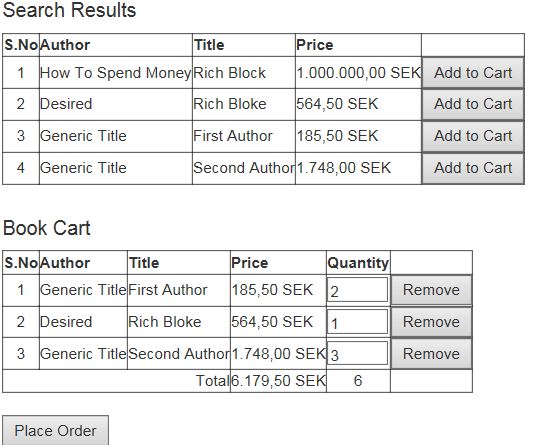 Search Results
S.No Author Title Price
1 How To Spend Money Rich Block 1.000.000,00 SEK Add to Cart
2 Desired Rich Bloke 564,50 SEK Add to Cart
3 Generic Title First Author 185,50 SEK Add to Cart
4 Generic Title Second Author 1.748,00 SEK Add to Cart
Book Cart
S.No Author Title Price Quantity
1 Generic Title First Author 185,50 SEK 2 Remove
2 Desired Rich Bloke 564,50 SEK 1 Remove
3 Generic Title Second Author 1.748,00 SEK 3 Remove
Total 6.179,50 SEK 6
Place Order